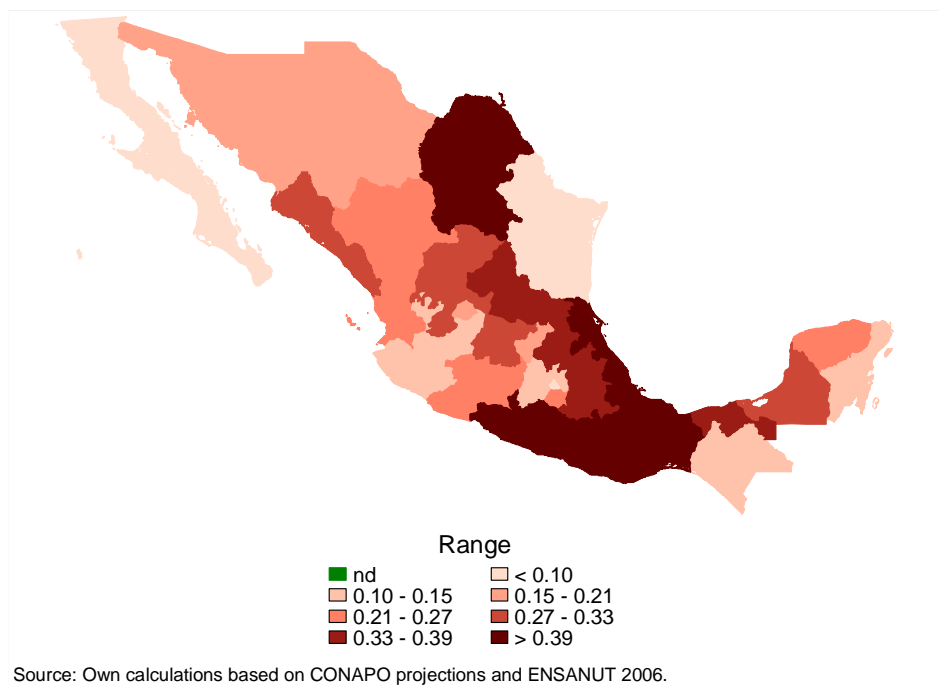 Range
nd < 0.10
0.10 - 0.15 0.15 - 0.21
0.21 - 0.27 0.27 - 0.33
0.33 - 0.39 > 0.39
Source: Own calculations based on CONAPO projections and ENSANUT 2006.